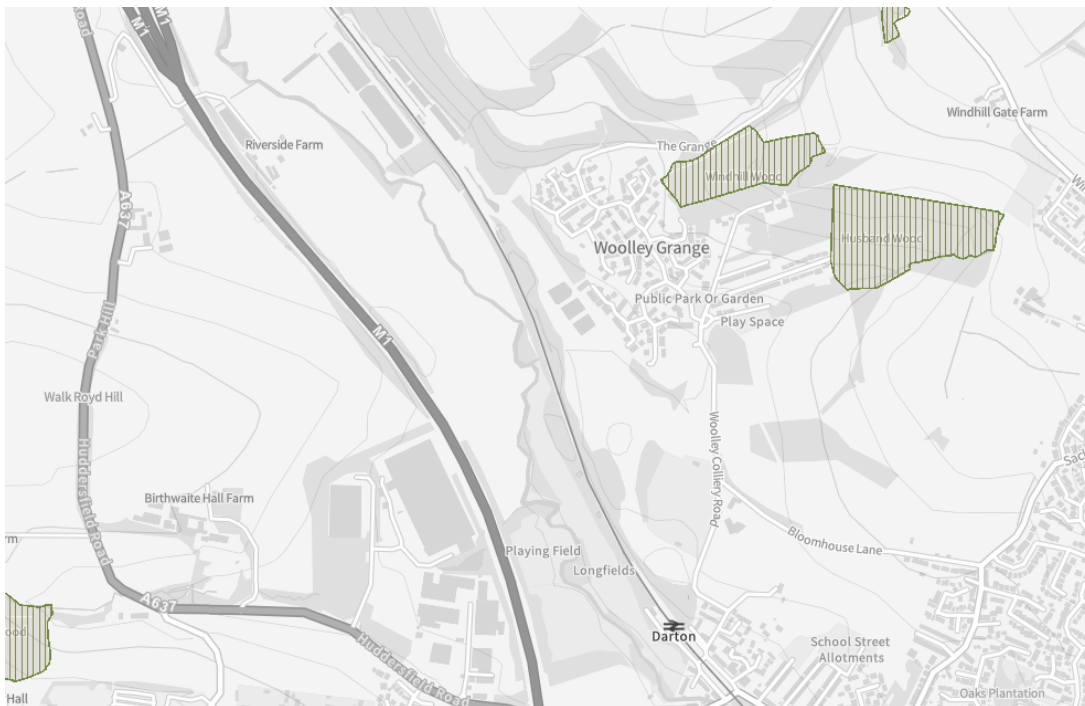 M1
M1
Road
Windhill Gate Farm
Riverside Farm
The Grange
Windhill Wood
A637
Husband Wood
Woolley Grange
Public Park Or Garden
Play Space
M1
Park Hill
Walk Royd Hill
Huddersfield Road
Woolley Colliery Road
Birthwaite Hall Farm
Bloomhouse Lane
Playing Field
Longfields
A637
Darton
School Street
Allotments
Huddersfield Road
Hall
Oaks Plantation